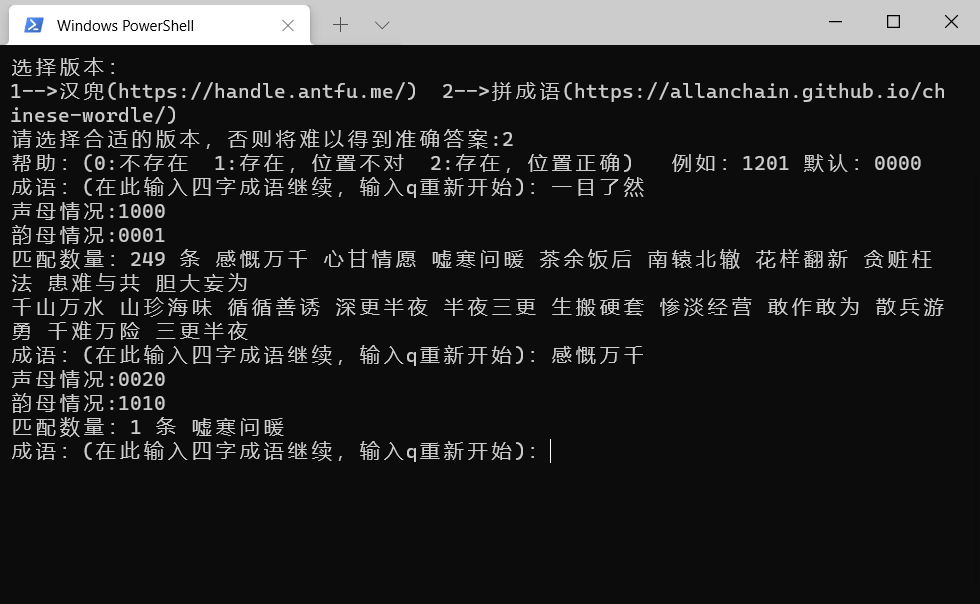 Windows PowerShell
选择版本:
1-->汉兜(https://handle.antfu.me/)  2-->拼成语(https://allanchain.github.io/ch
inese-wordle/)
请选择合适的版本, 否则将难以得到准确答案:2
帮助: (0:不存在  1:存在, 位置不对  2:存在, 位置正确)   例如: 1201 默认: 0000
成语: (在此输入四字成语继续, 输入q重新开始): 一目了然
声母情况:1000
韵母情况:0001
匹配数量: 249 条 感慨万千 心甘情愿 嘘寒问暖 茶余饭后 南辕北辙 花样翻新 贪赃枉
法 患难与共 胆大妄为
千山万水 山珍海味 循循善诱 深更半夜 半夜三更 生搬硬套 惨淡经营 敢作敢为 散兵游
勇 千难万险 三更半夜
成语: (在此输入四字成语继续, 输入q重新开始): 感慨万千
声母情况:0020
韵母情况:1010
匹配数量: 1 条 嘘寒问暖
成语: (在此输入四字成语继续, 输入q重新开始):